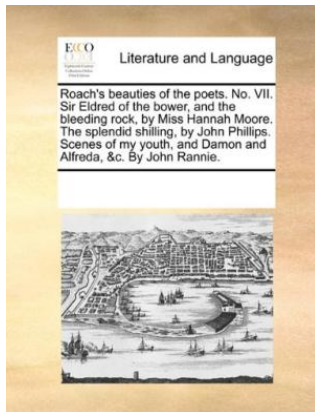 ECCO
Literature and Language
Roach's beauties of the poets. No. VII.
Sir Eldred of the bower, and the
bleeding rock, by Miss Hannah Moore.
The splendid shilling, by John Phillips.
Scenes of my youth, and Damon and
Alfreda, &c. By John Rannie.